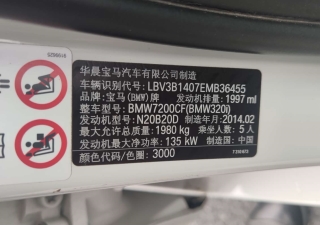 华晨宝马汽车有限公司制造
车辆识别代号: LBV3B1407EMB36455
品牌: 宝马(BMW)牌 发动机排量: 1997 ml
整车型号: BMW7200CF(BMW320i)
发动机型号: N20B20D 制造年月: 2014.02
最大允许总质量: 1980 kg 乘坐人数: 5 人
发动机最大净功率: 135 kW 制造国: 中国
颜色代码/色圈: 3000